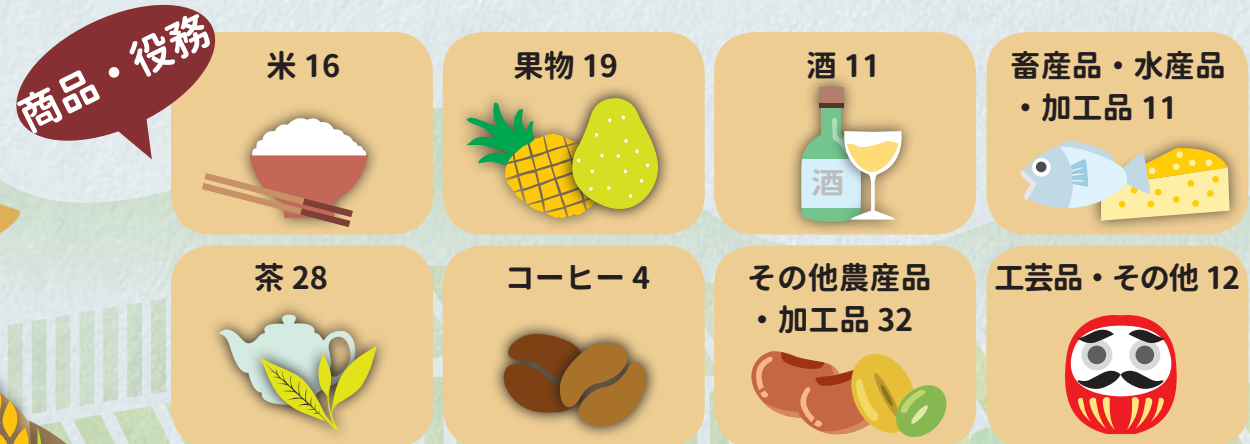 商品・役務
米 16
果物 19
酒 11
酒
畜産品・水産品
・加工品 11
茶 28
コーヒー 4
その他農産品
・加工品 32
工芸品・その他 12